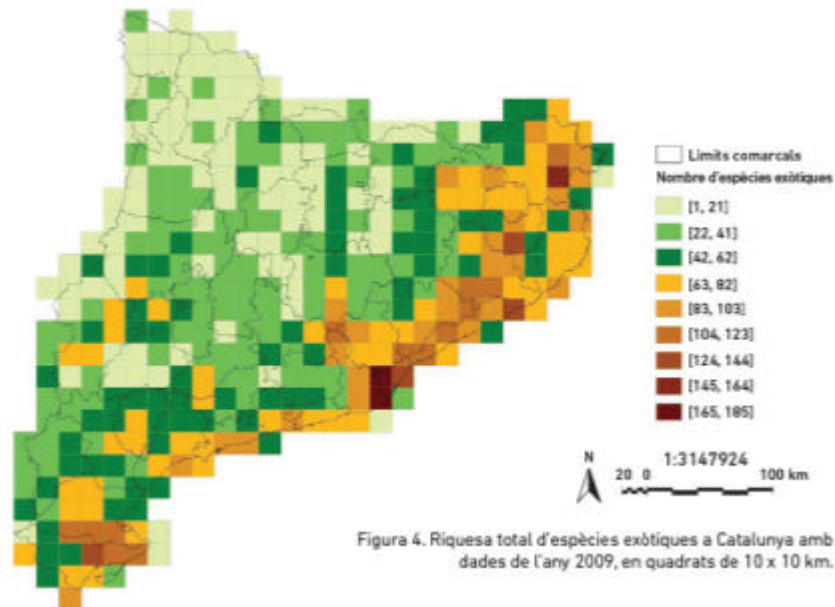 Límits comarcals
Nombre d'espècies exòtiques
[1, 21]
[22, 41]
[42, 62]
[63, 82]
[83, 103]
[104, 123]
[124, 144]
[145, 164]
[165, 185]
N
1:3147924
20 0 100 km
Figura 4. Riquesa total d'espècies exòtiques a Catalunya amb
dades de l'any 2009, en quadrats de 10 x 10 km.